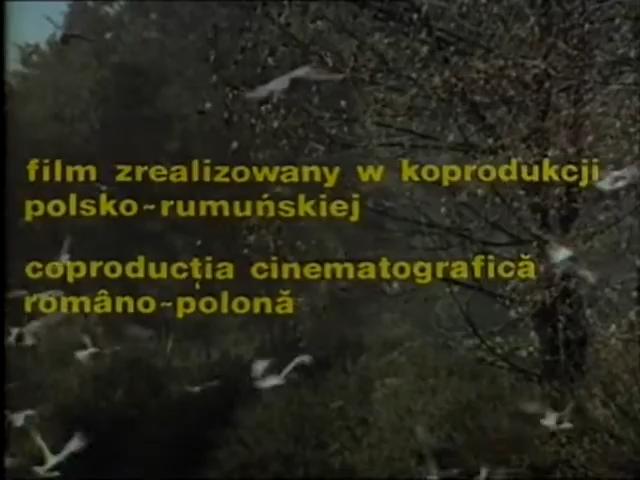 film zrealizowany w koprodukcji
polsko-rumuńskiej
coproducția cinematografică
româno-polonă